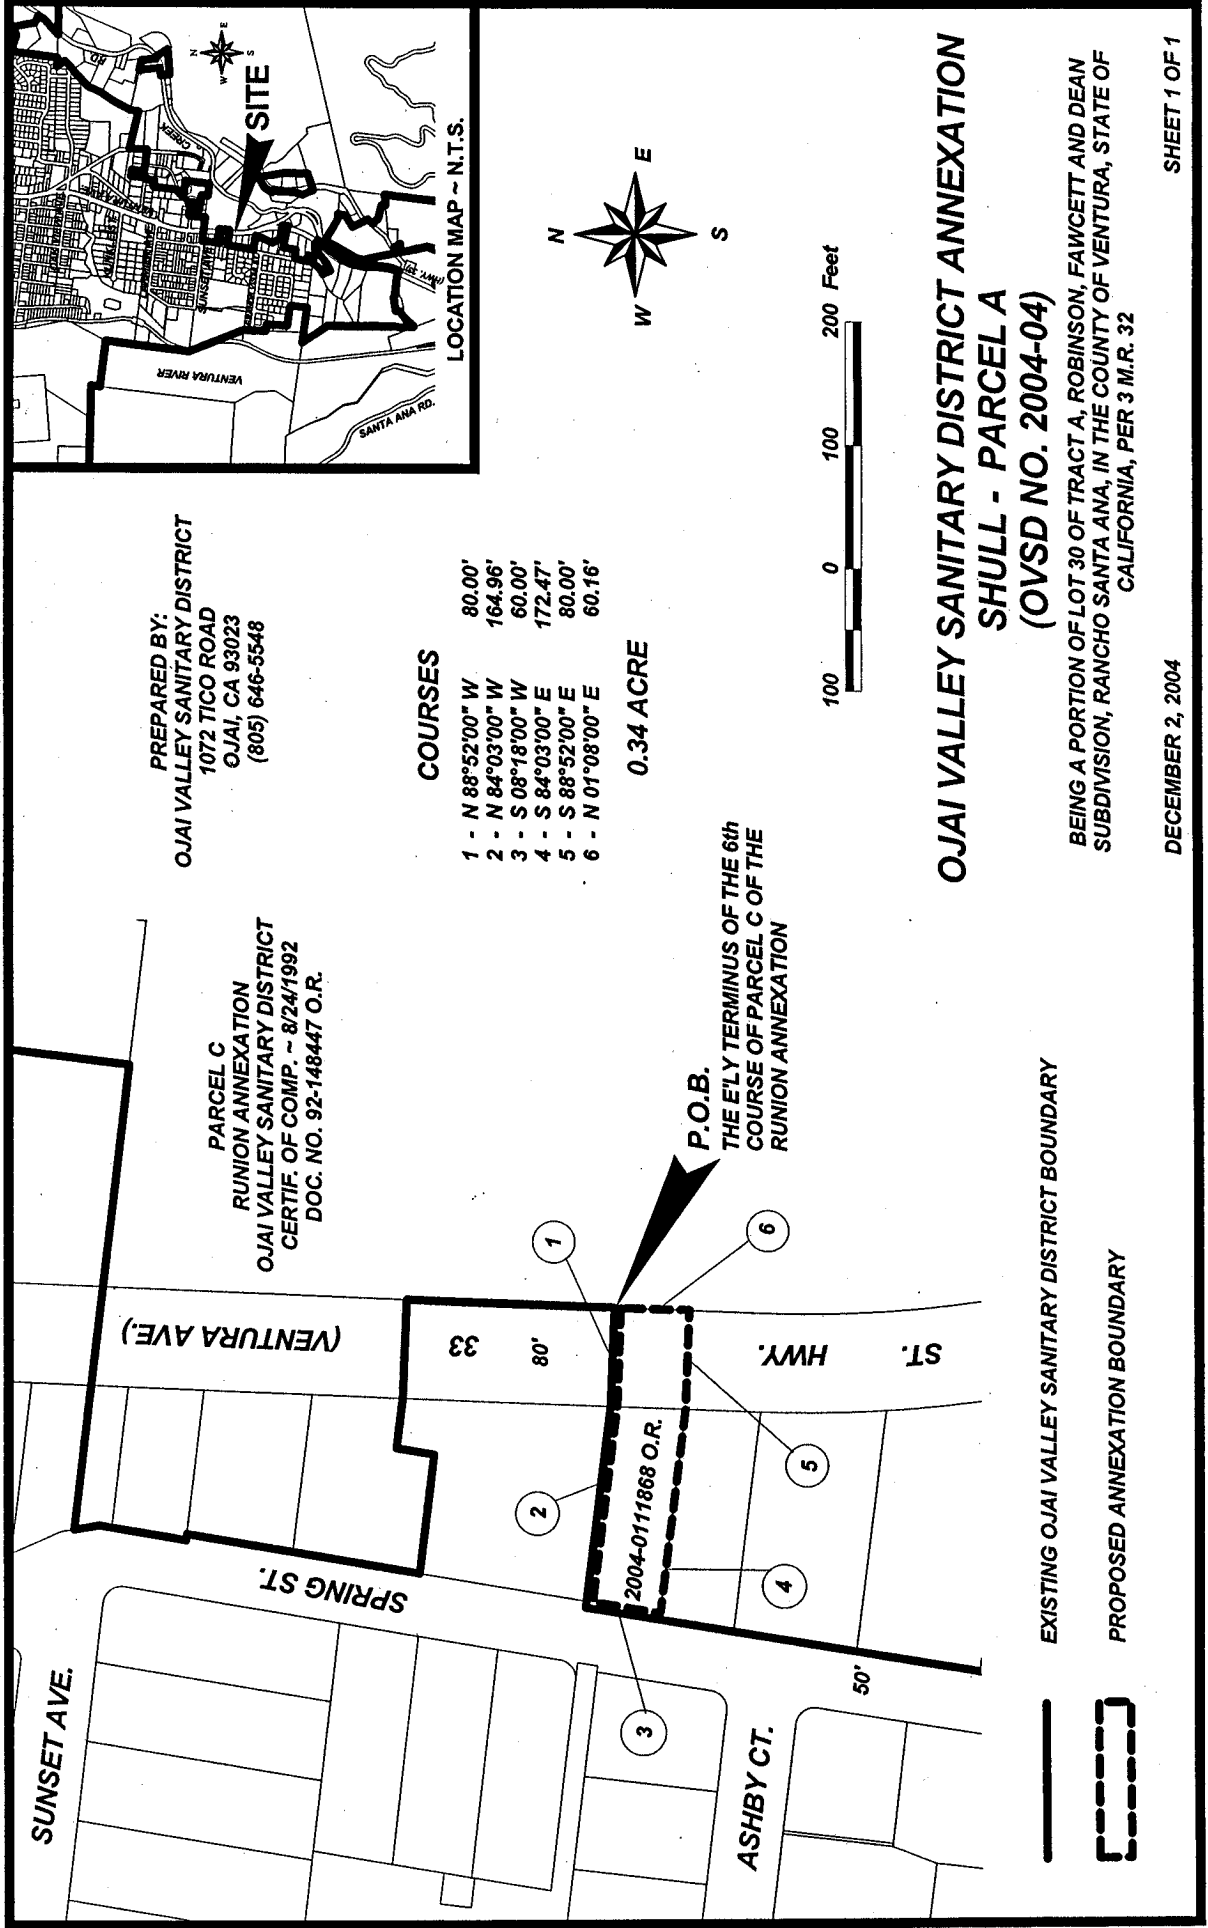 SUNSET AVE.
SPRING ST.
(VENTURA AVE.)
33
80'
ST.
HWY.
ASHBY CT.
50'
2004-0111868 O.R.
1
2
3
4
5
6
PARCEL C
RUNION ANNEXATION
OJAI VALLEY SANITARY DISTRICT
CERTIF. OF COMP. ~ 8/24/1992
DOC. NO. 92-148447 O.R.
P.O.B.
THE E'LY TERMINUS OF THE 6th
COURSE OF PARCEL C OF THE
RUNION ANNEXATION
PREPARED BY:
OJAI VALLEY SANITARY DISTRICT
1072 TICO ROAD
OJAI, CA 93023
(805) 646-5548
COURSES
1 - N 88°52'00" W 80.00'
2 - N 84°03'00" W 164.96'
3 - S 08°18'00" W 60.00'
4 - S 84°03'00" E 172.47'
5 - S 88°52'00" E 80.00'
6 - N 01°08'00" E 60.16'
0.34 ACRE
N
E
S
W
SITE
CREEK
RD
VENTURA AVE.
SUNSET AVE
VENTURA RIVER
SANTA ANA RD.
(HWY. 33)
LOCATION MAP ~ N.T.S.
N
E
S
W
100 0 100 200 Feet
EXISTING OJAI VALLEY SANITARY DISTRICT BOUNDARY
PROPOSED ANNEXATION BOUNDARY
OJAI VALLEY SANITARY DISTRICT ANNEXATION
SHULL - PARCEL A
(OVSD NO. 2004-04)
BEING A PORTION OF LOT 30 OF TRACT A, ROBINSON, FAWCETT AND DEAN
SUBDIVISION, RANCHO SANTA ANA, IN THE COUNTY OF VENTURA, STATE OF
CALIFORNIA, PER 3 M.R. 32
DECEMBER 2, 2004
SHEET 1 OF 1